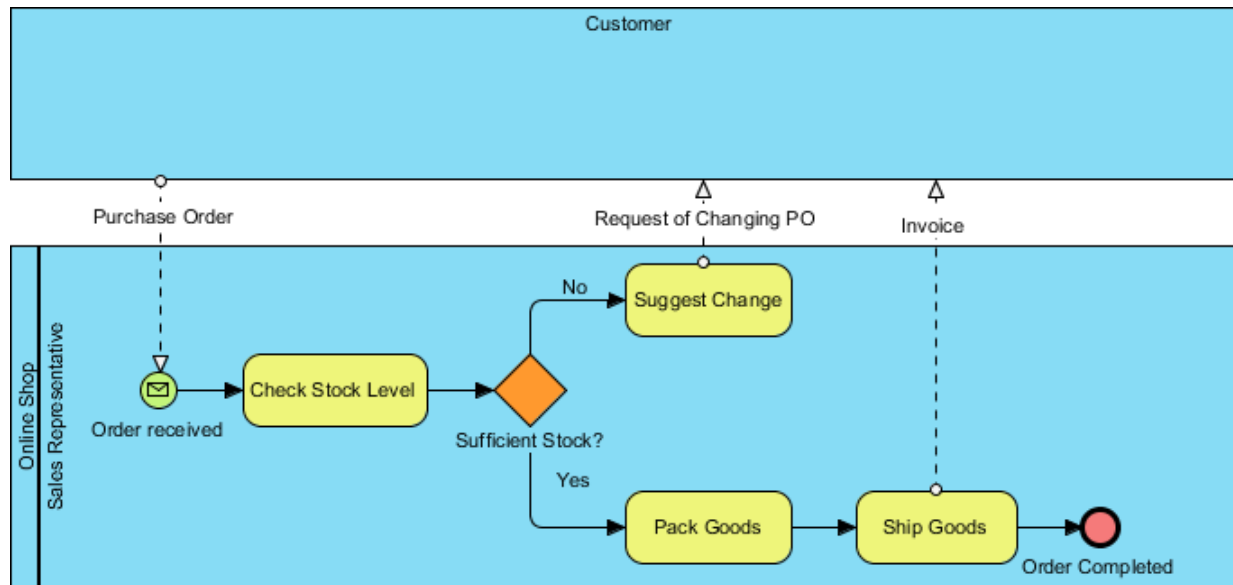 Customer
Purchase Order
Request of Changing PO
Invoice
Online Shop
Sales Representative
No
Suggest Change
Check Stock Level
Order received
Sufficient Stock?
Yes
Pack Goods
Ship Goods
Order Completed